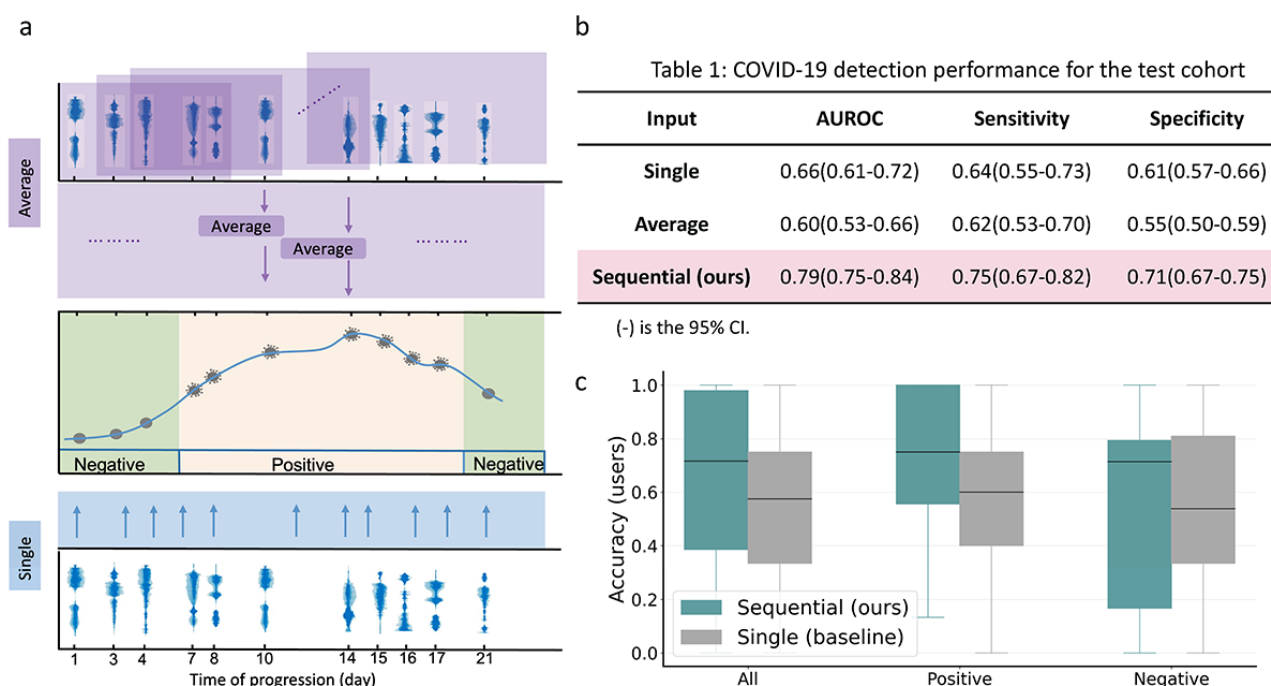 a
Average
Average
Average
Negative
Positive
Negative
Single
1 3 4 7 8 10 14 15 16 17 21
Time of progression (day)
b
Table 1: COVID-19 detection performance for the test cohort
Input AUROC Sensitivity Specificity
Single 0.66(0.61-0.72) 0.64(0.55-0.73) 0.61(0.57-0.66)
Average 0.60(0.53-0.66) 0.62(0.53-0.70) 0.55(0.50-0.59)
Sequential (ours) 0.79(0.75-0.84) 0.75(0.67-0.82) 0.71(0.67-0.75)
(-) is the 95% CI.
c
Accuracy (users)
1.0
0.8
0.6
0.4
0.2
0.0
Sequential (ours)
Single (baseline)
All Positive Negative